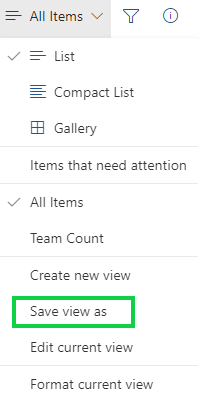 All Items
List
Compact List
Gallery
Items that need attention
All Items
Team Count
Create new view
Save view as
Edit current view
Format current view